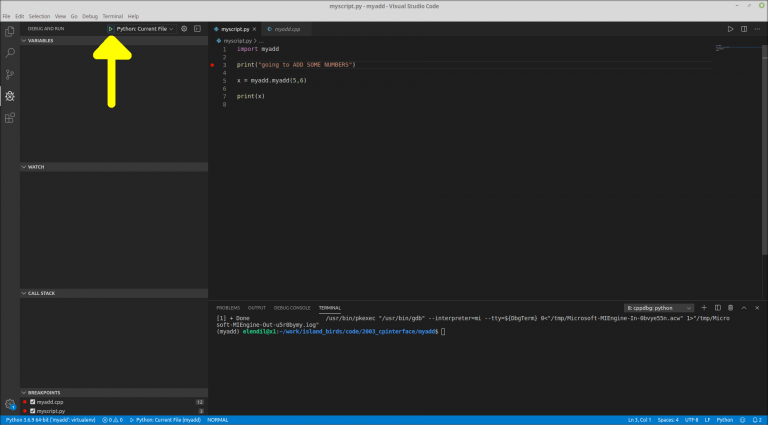 myscript.py - myadd - Visual Studio Code
File Edit Selection View Go Debug Terminal Help
DEBUG AND RUN Python: Current File
VARIABLES
WATCH
CALL STACK
BREAKPOINTS
myadd.cpp 12
myscript.py 3
myscript.py myadd.cpp
myscript.py > ...
1 import myadd
2
3 print("going to ADD SOME NUMBERS")
4
5 x = myadd.myadd(5,6)
6
7 print(x)
8
PROBLEMS OUTPUT DEBUG CONSOLE TERMINAL 8: cppdbg: python
[1] + Done /usr/bin/pkexec "/usr/bin/gdb" --interpreter=mi --tty=${DbgTerm} 0<"/tmp/Microsoft-MIEngine-In-0bvye55n.acw" 1>"/tmp/Micro
soft-MIEngine-Out-u5r0bymy.iog"
(myadd) elendil@x1:~/work/island_birds/code/2003_cpinterface/myadd$
Python 3.6.9 64-bit ('myadd': virtualenv) 0 0 Python: Current File (myadd) NORMAL Ln 3, Col 1 Spaces: 4 UTF-8 LF Python 2